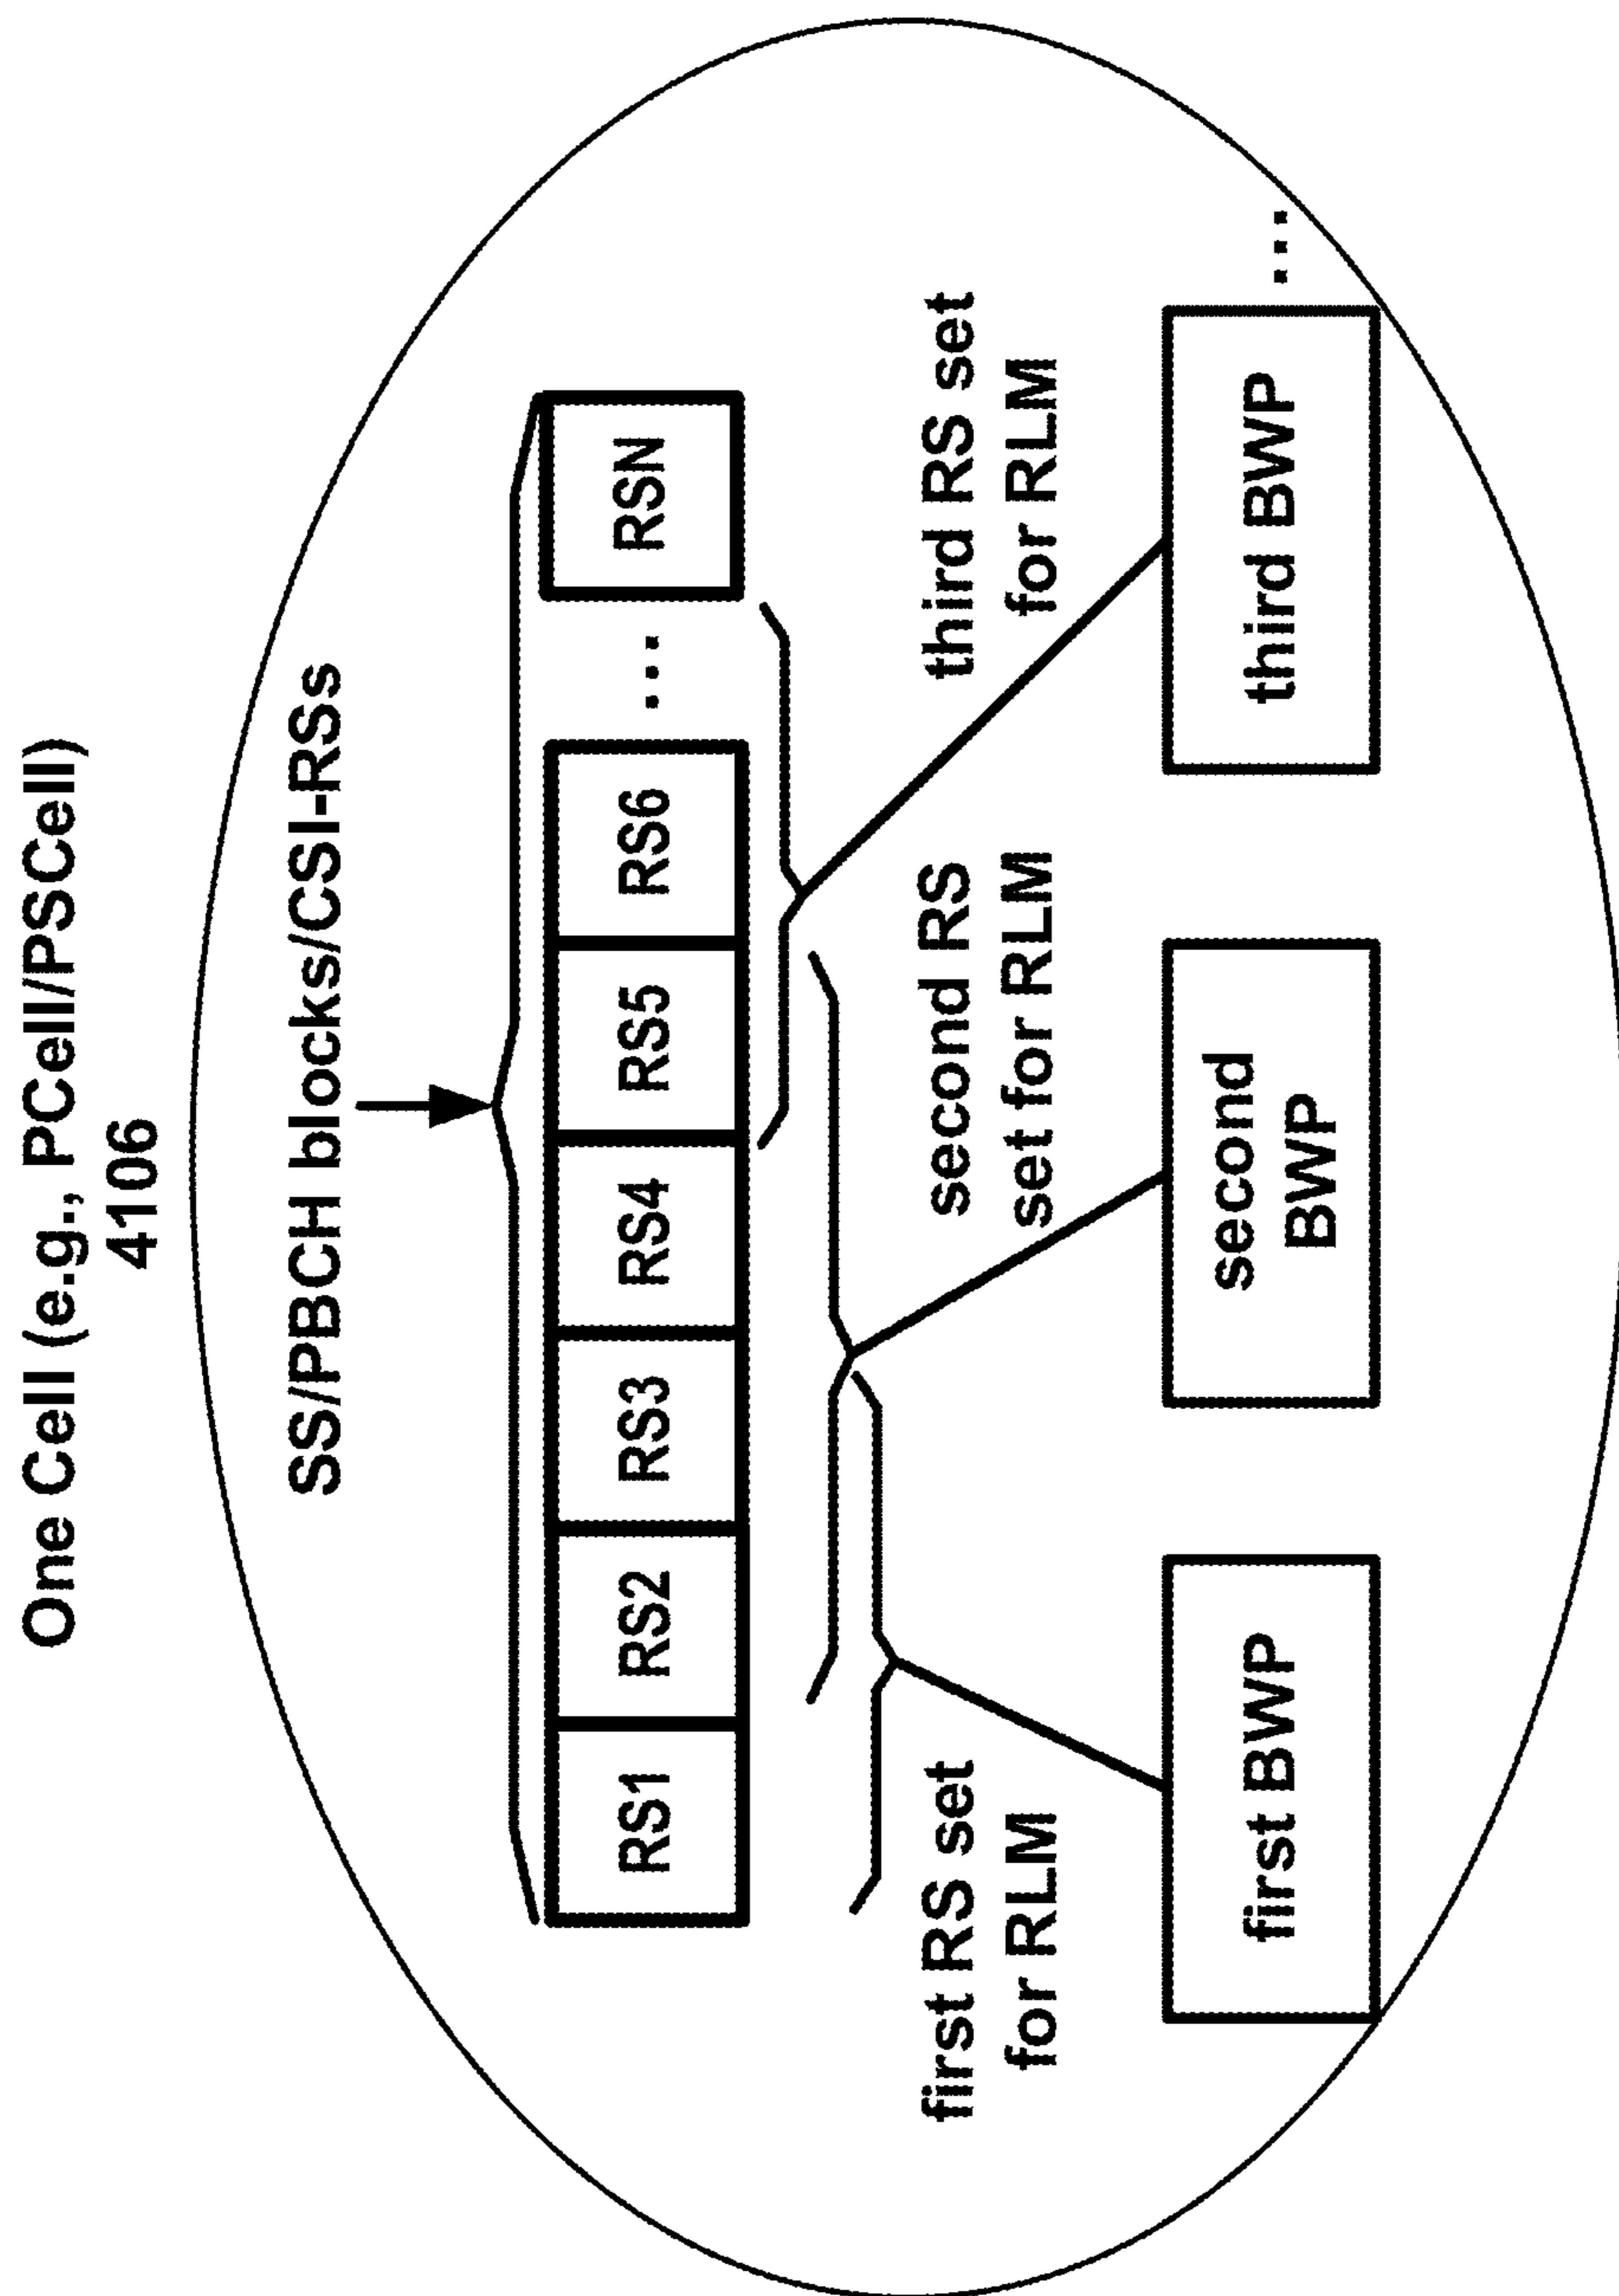 One Cell (e.g., PCell/PSCell)
4106
SS/PBCH blocks/CSI-RSs
RS1 RS2 RS3 RS4 RS5 RS6 ... RSN
first RS set
for RLM
second RS
set for RLM
third RS set
for RLM
first BWP
second
BWP
third BWP
...